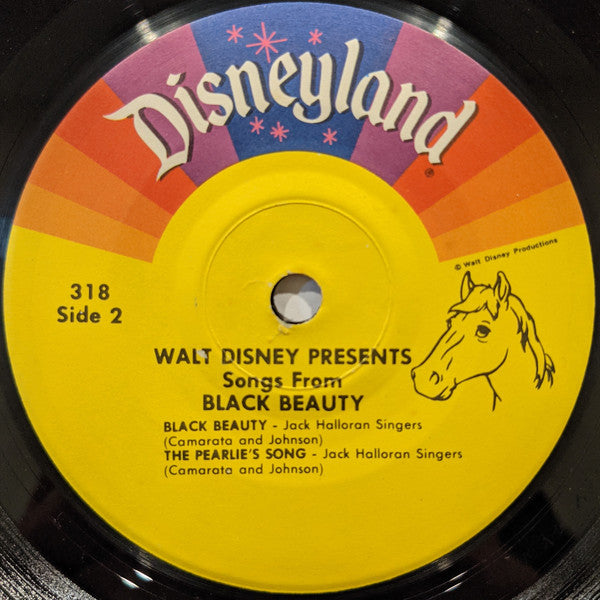 Disneyland®
© Walt Disney Productions
318
Side 2
WALT DISNEY PRESENTS
Songs From
BLACK BEAUTY
BLACK BEAUTY - Jack Halloran Singers
(Camarata and Johnson)
THE PEARLIE'S SONG - Jack Halloran Singers
(Camarata and Johnson)